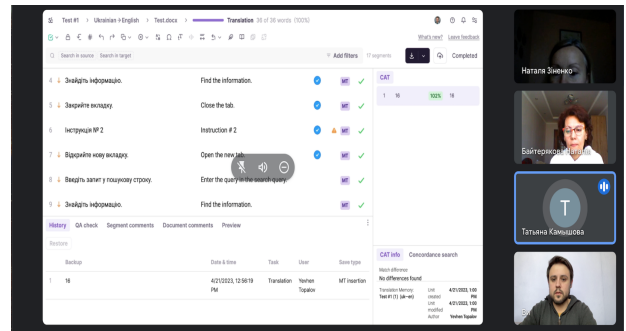 Test #1 > Ukrainian→English > Test.docx > Translation 38 of 38 words (100%)
What's new? Leave feedback
Search in source Search in target
Add filters 17 segments Completed
4 Знайдіть інформацію. Find the information. MT
5 Закрийте вкладку. Close the tab. MT
6 Інструкція № 2 Instruction # 2 MT
7 Відкрийте нову вкладку. Open the new tab. MT
8 Введіть запит у пошукову строку. Enter the query in the search query. MT
9 Знайдіть інформацію. Find the information. MT
History QA check Segment comments Document comments Preview
Restore
Backup Date & time Task User Save type
1 16 4/21/2023, 12:58:19 PM Translation Yevhen Topalov MT insertion
CAT
1 16 102% 16
CAT info Concordance search
Match difference
No differences found
Translation Memory: Unit created 4/21/2023, 1:00 PM
Test #1 (1) (uk–en) Unit modified 4/21/2023, 1:00 PM
Author Yevhen Topalov
Наталя Зіненко
Байтерякова Наталія
T
Татьяна Камышова